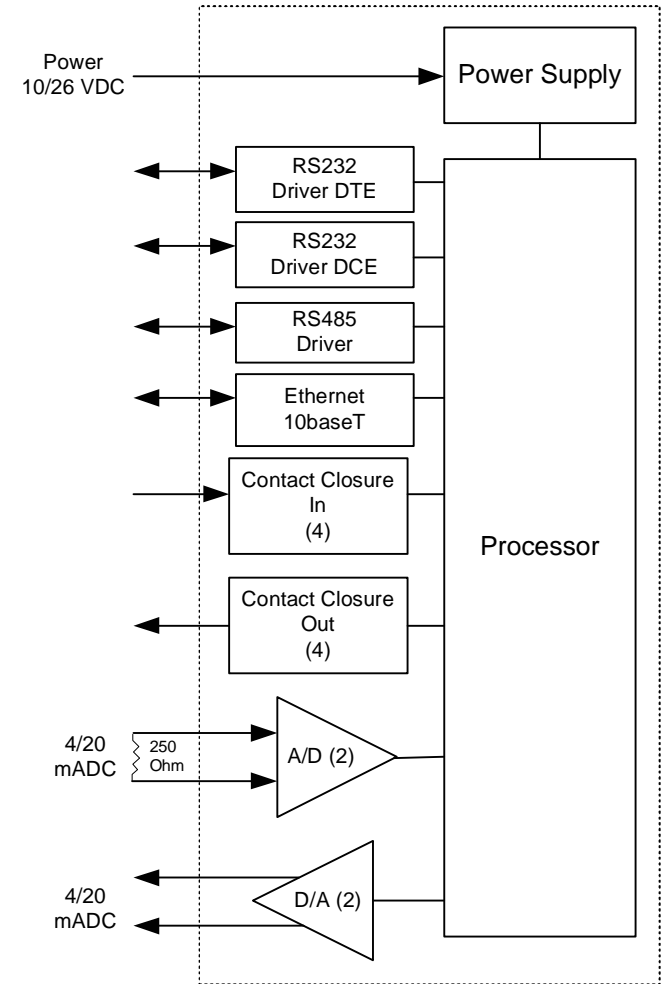 Power
10/26 VDC
Power Supply
RS232
Driver DTE
RS232
Driver DCE
RS485
Driver
Ethernet
10baseT
Contact Closure
In
(4)
Processor
Contact Closure
Out
(4)
4/20
mADC
250
Ohm
A/D (2)
4/20
mADC
D/A (2)